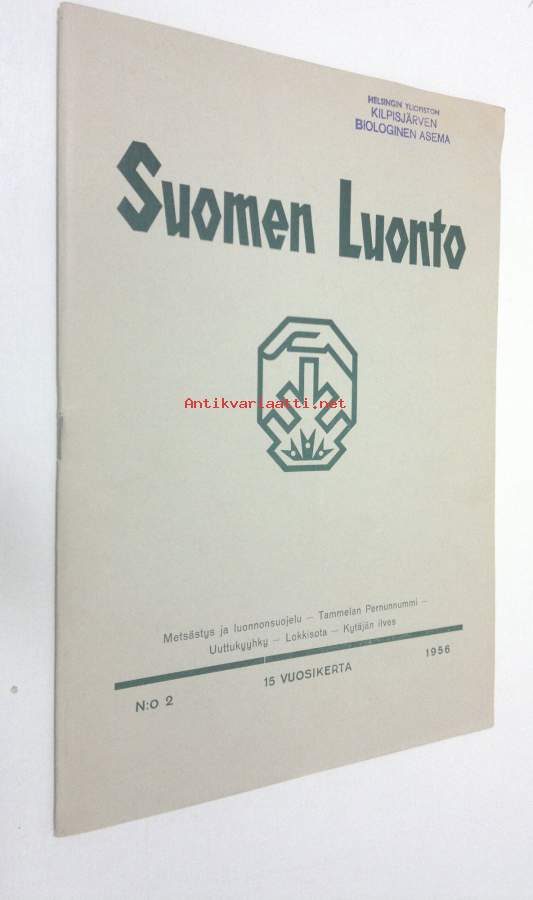 HELSINGIN YLIOPISTON
KILPISJÄRVEN
BIOLOGINEN ASEMA
Suomen Luonto
Antikvariaatti.net
Metsästys ja luonnonsuojelu — Tammelan Pernunnummi —
Uuttukyyhky — Lokkisota — Kytäjän ilves
N:o 2 15 VUOSIKERTA 1956